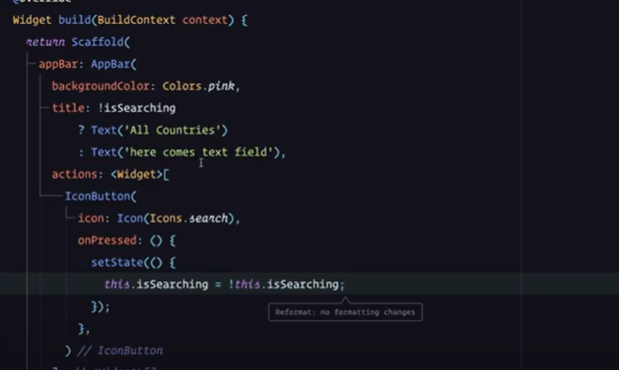 @override
Widget build(BuildContext context) {
return Scaffold(
appBar: AppBar(
backgroundColor: Colors.pink,
title: !isSearching
? Text('All Countries')
: Text('here comes text field'),
actions: <Widget>[
IconButton(
icon: Icon(Icons.search),
onPressed: () {
setState(() {
this.isSearching = !this.isSearching;
Reformat: no formatting changes
});
},
) // IconButton